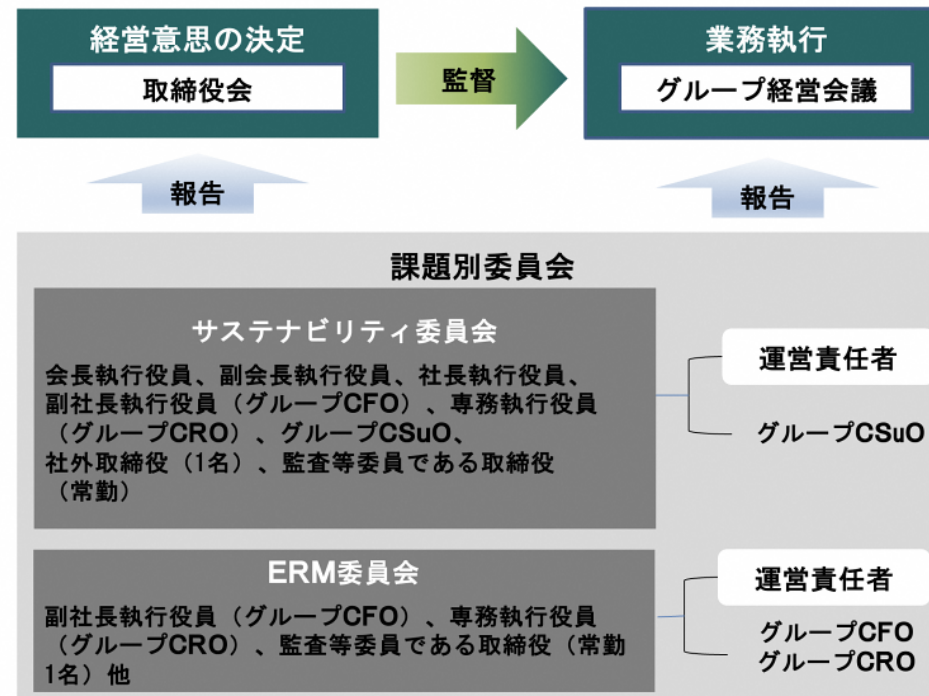 経営意思の決定
取締役会
監督
業務執行
グループ経営会議
報告
報告
課題別委員会
サステナビリティ委員会
会長執行役員、副会長執行役員、社長執行役員、
副社長執行役員（グループCFO）、専務執行役員
（グループCRO）、グループCSuO、
社外取締役（1名）、監査等委員である取締役
（常勤）
運営責任者
グループCSuO
ERM委員会
副社長執行役員（グループCFO）、専務執行役員
（グループCRO）、監査等委員である取締役（常勤
1名）他
運営責任者
グループCFO
グループCRO